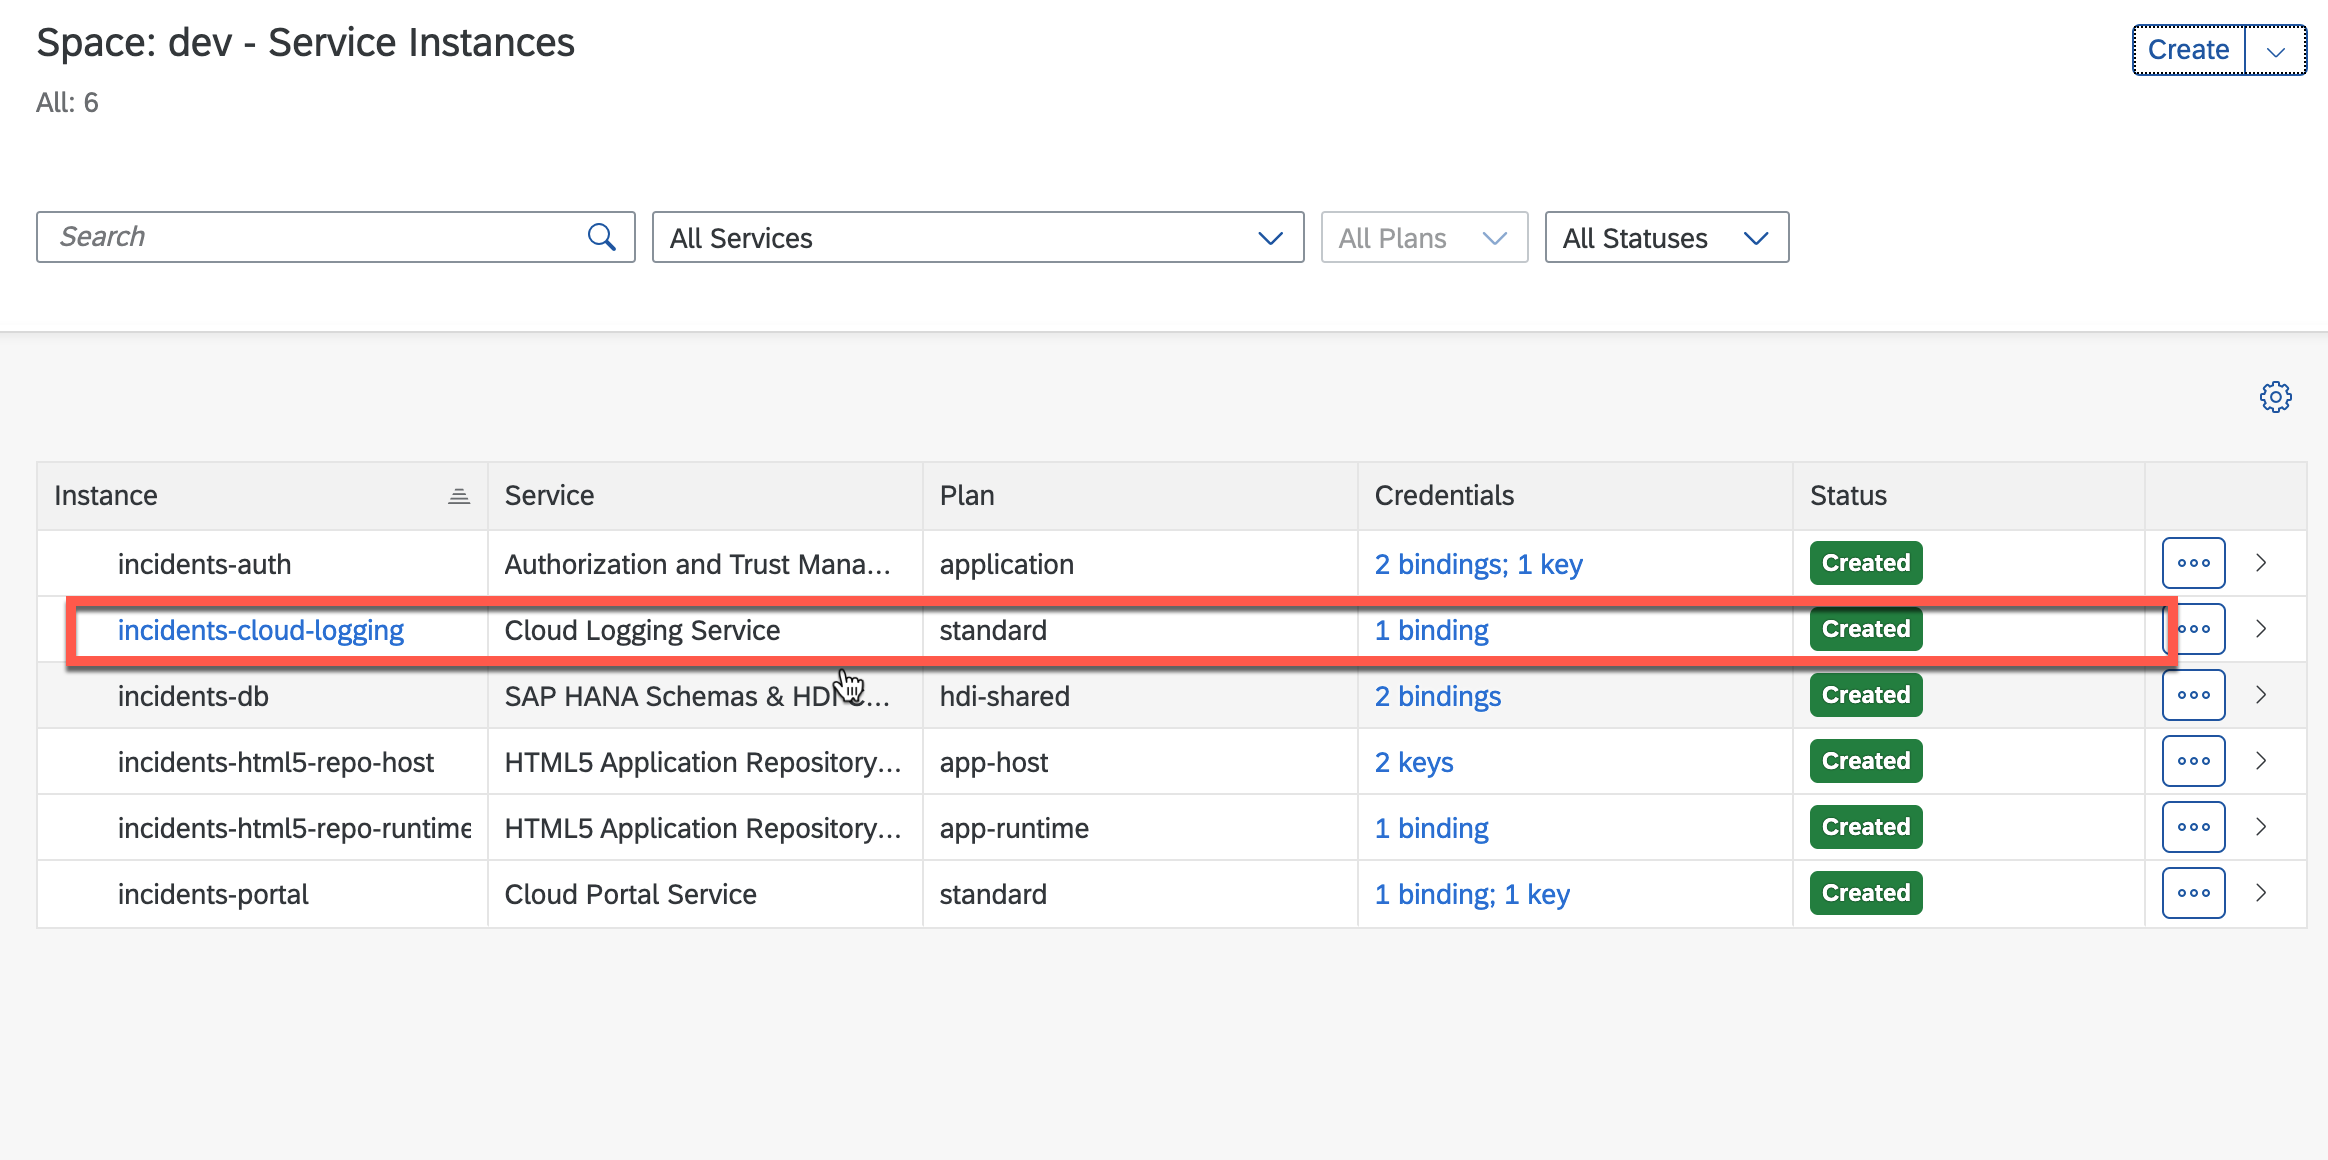 Space: dev - Service Instances
Create
All: 6
Search
All Services
All Plans
All Statuses
Instance Service Plan Credentials Status
incidents-auth Authorization and Trust Mana... application 2 bindings; 1 key Created
incidents-cloud-logging Cloud Logging Service standard 1 binding Created
incidents-db SAP HANA Schemas & HDI C... hdi-shared 2 bindings Created
incidents-html5-repo-host HTML5 Application Repository... app-host 2 keys Created
incidents-html5-repo-runtime HTML5 Application Repository... app-runtime 1 binding Created
incidents-portal Cloud Portal Service standard 1 binding; 1 key Created